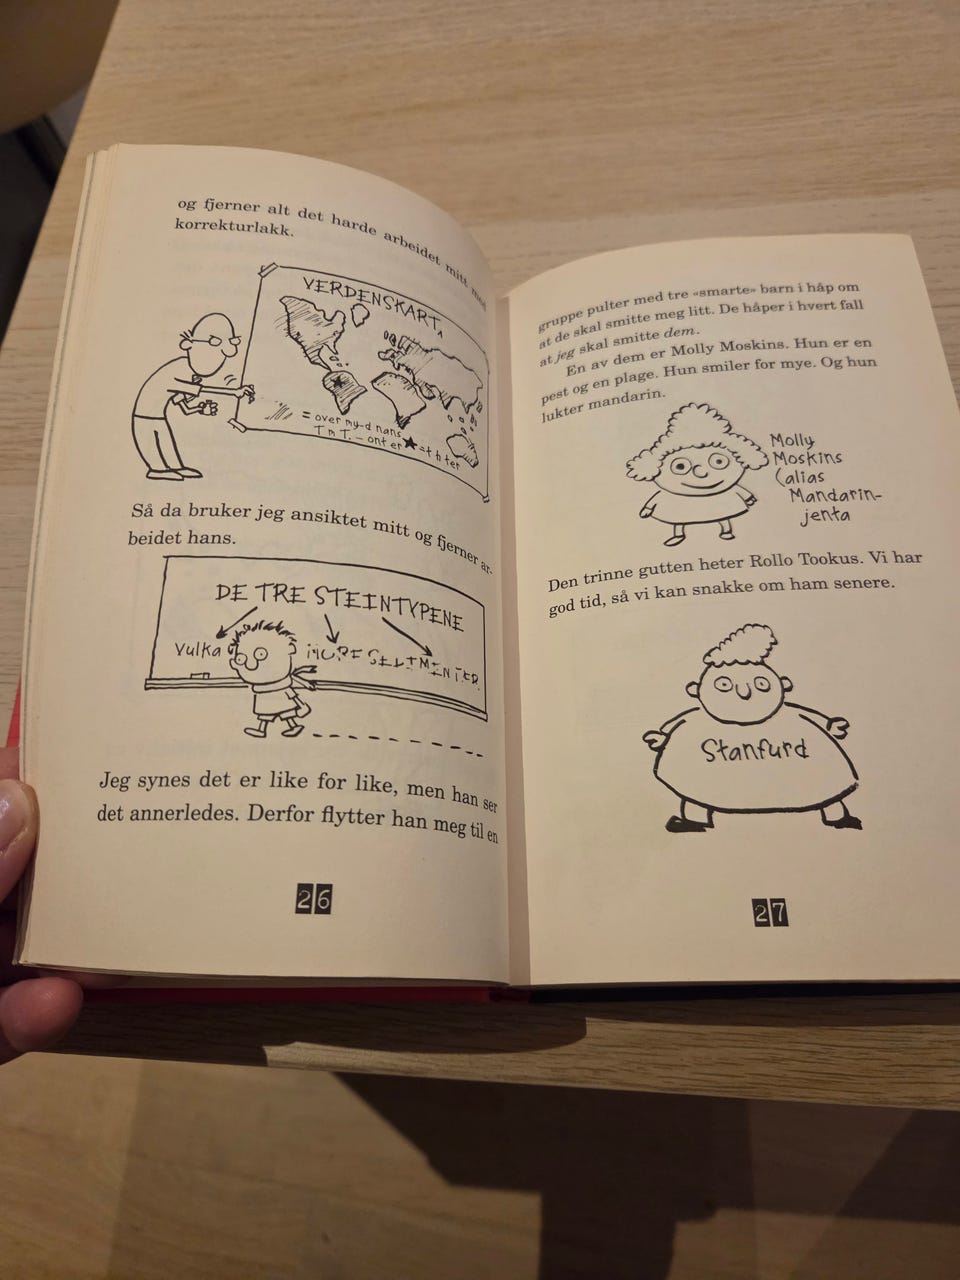 og fjerner alt det harde arbeidet mitt med
korrekturlakk.
VERDENSKART
= over my-d nans
T m T. – ont er ★ = t h ter
Så da bruker jeg ansiktet mitt og fjerner ar-
beidet hans.
DE TRE STEINTYPENE
Vulka
Jeg synes det er like for like, men han ser
det annerledes. Derfor flytter han meg til en
26
gruppe pulter med tre «smarte» barn i håp om
at de skal smitte meg litt. De håper i hvert fall
at jeg skal smitte dem.
En av dem er Molly Moskins. Hun er en
pest og en plage. Hun smiler for mye. Og hun
lukter mandarin.
Molly
Moskins
(alias
Mandarin-
jenta
Den trinne gutten heter Rollo Tookus. Vi har
god tid, så vi kan snakke om ham senere.
Stanfurd
27